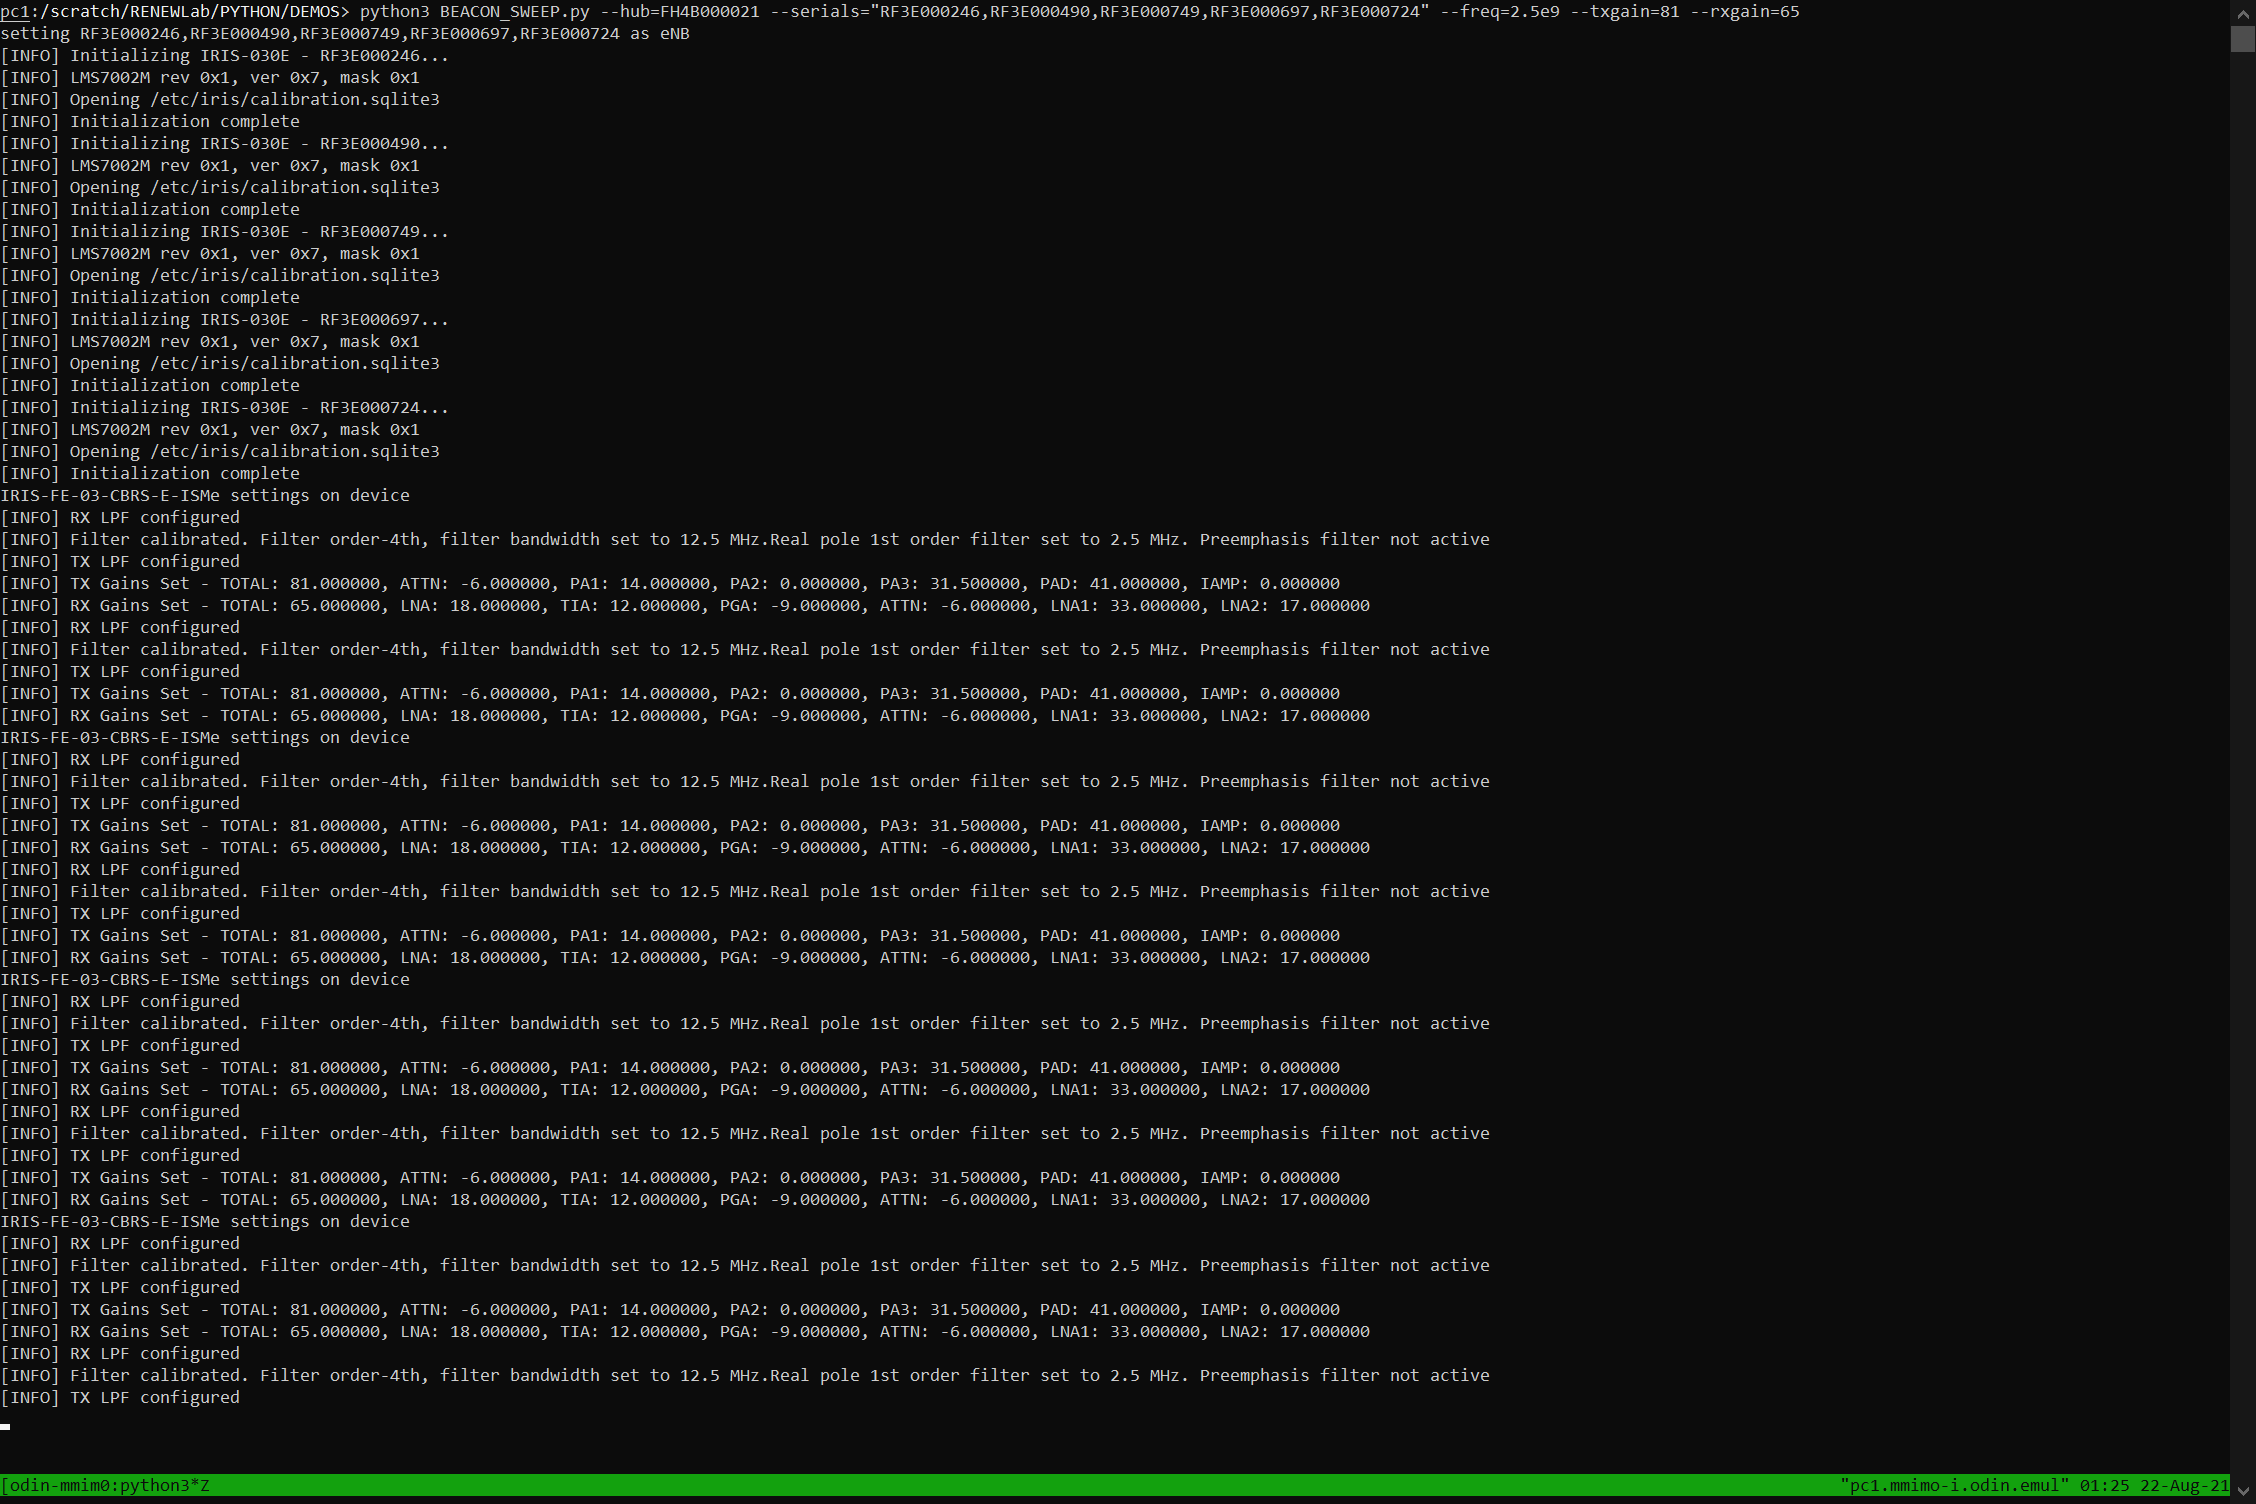 pc1:/scratch/RENEWLab/PYTHON/DEMOS> python3 BEACON_SWEEP.py --hub=FH4B000021 --serials="RF3E000246,RF3E000490,RF3E000749,RF3E000697,RF3E000724" --freq=2.5e9 --txgain=81 --rxgain=65
setting RF3E000246,RF3E000490,RF3E000749,RF3E000697,RF3E000724 as eNB
[INFO] Initializing IRIS-030E - RF3E000246...
[INFO] LMS7002M rev 0x1, ver 0x7, mask 0x1
[INFO] Opening /etc/iris/calibration.sqlite3
[INFO] Initialization complete
[INFO] Initializing IRIS-030E - RF3E000490...
[INFO] LMS7002M rev 0x1, ver 0x7, mask 0x1
[INFO] Opening /etc/iris/calibration.sqlite3
[INFO] Initialization complete
[INFO] Initializing IRIS-030E - RF3E000749...
[INFO] LMS7002M rev 0x1, ver 0x7, mask 0x1
[INFO] Opening /etc/iris/calibration.sqlite3
[INFO] Initialization complete
[INFO] Initializing IRIS-030E - RF3E000697...
[INFO] LMS7002M rev 0x1, ver 0x7, mask 0x1
[INFO] Opening /etc/iris/calibration.sqlite3
[INFO] Initialization complete
[INFO] Initializing IRIS-030E - RF3E000724...
[INFO] LMS7002M rev 0x1, ver 0x7, mask 0x1
[INFO] Opening /etc/iris/calibration.sqlite3
[INFO] Initialization complete
IRIS-FE-03-CBRS-E-ISMe settings on device
[INFO] RX LPF configured
[INFO] Filter calibrated. Filter order-4th, filter bandwidth set to 12.5 MHz.Real pole 1st order filter set to 2.5 MHz. Preemphasis filter not active
[INFO] TX LPF configured
[INFO] TX Gains Set - TOTAL: 81.000000, ATTN: -6.000000, PA1: 14.000000, PA2: 0.000000, PA3: 31.500000, PAD: 41.000000, IAMP: 0.000000
[INFO] RX Gains Set - TOTAL: 65.000000, LNA: 18.000000, TIA: 12.000000, PGA: -9.000000, ATTN: -6.000000, LNA1: 33.000000, LNA2: 17.000000
[INFO] RX LPF configured
[INFO] Filter calibrated. Filter order-4th, filter bandwidth set to 12.5 MHz.Real pole 1st order filter set to 2.5 MHz. Preemphasis filter not active
[INFO] TX LPF configured
[INFO] TX Gains Set - TOTAL: 81.000000, ATTN: -6.000000, PA1: 14.000000, PA2: 0.000000, PA3: 31.500000, PAD: 41.000000, IAMP: 0.000000
[INFO] RX Gains Set - TOTAL: 65.000000, LNA: 18.000000, TIA: 12.000000, PGA: -9.000000, ATTN: -6.000000, LNA1: 33.000000, LNA2: 17.000000
IRIS-FE-03-CBRS-E-ISMe settings on device
[INFO] RX LPF configured
[INFO] Filter calibrated. Filter order-4th, filter bandwidth set to 12.5 MHz.Real pole 1st order filter set to 2.5 MHz. Preemphasis filter not active
[INFO] TX LPF configured
[INFO] TX Gains Set - TOTAL: 81.000000, ATTN: -6.000000, PA1: 14.000000, PA2: 0.000000, PA3: 31.500000, PAD: 41.000000, IAMP: 0.000000
[INFO] RX Gains Set - TOTAL: 65.000000, LNA: 18.000000, TIA: 12.000000, PGA: -9.000000, ATTN: -6.000000, LNA1: 33.000000, LNA2: 17.000000
[INFO] RX LPF configured
[INFO] Filter calibrated. Filter order-4th, filter bandwidth set to 12.5 MHz.Real pole 1st order filter set to 2.5 MHz. Preemphasis filter not active
[INFO] TX LPF configured
[INFO] TX Gains Set - TOTAL: 81.000000, ATTN: -6.000000, PA1: 14.000000, PA2: 0.000000, PA3: 31.500000, PAD: 41.000000, IAMP: 0.000000
[INFO] RX Gains Set - TOTAL: 65.000000, LNA: 18.000000, TIA: 12.000000, PGA: -9.000000, ATTN: -6.000000, LNA1: 33.000000, LNA2: 17.000000
IRIS-FE-03-CBRS-E-ISMe settings on device
[INFO] RX LPF configured
[INFO] Filter calibrated. Filter order-4th, filter bandwidth set to 12.5 MHz.Real pole 1st order filter set to 2.5 MHz. Preemphasis filter not active
[INFO] TX LPF configured
[INFO] TX Gains Set - TOTAL: 81.000000, ATTN: -6.000000, PA1: 14.000000, PA2: 0.000000, PA3: 31.500000, PAD: 41.000000, IAMP: 0.000000
[INFO] RX Gains Set - TOTAL: 65.000000, LNA: 18.000000, TIA: 12.000000, PGA: -9.000000, ATTN: -6.000000, LNA1: 33.000000, LNA2: 17.000000
[INFO] RX LPF configured
[INFO] Filter calibrated. Filter order-4th, filter bandwidth set to 12.5 MHz.Real pole 1st order filter set to 2.5 MHz. Preemphasis filter not active
[INFO] TX LPF configured
[INFO] TX Gains Set - TOTAL: 81.000000, ATTN: -6.000000, PA1: 14.000000, PA2: 0.000000, PA3: 31.500000, PAD: 41.000000, IAMP: 0.000000
[INFO] RX Gains Set - TOTAL: 65.000000, LNA: 18.000000, TIA: 12.000000, PGA: -9.000000, ATTN: -6.000000, LNA1: 33.000000, LNA2: 17.000000
IRIS-FE-03-CBRS-E-ISMe settings on device
[INFO] RX LPF configured
[INFO] Filter calibrated. Filter order-4th, filter bandwidth set to 12.5 MHz.Real pole 1st order filter set to 2.5 MHz. Preemphasis filter not active
[INFO] TX LPF configured
[INFO] TX Gains Set - TOTAL: 81.000000, ATTN: -6.000000, PA1: 14.000000, PA2: 0.000000, PA3: 31.500000, PAD: 41.000000, IAMP: 0.000000
[INFO] RX Gains Set - TOTAL: 65.000000, LNA: 18.000000, TIA: 12.000000, PGA: -9.000000, ATTN: -6.000000, LNA1: 33.000000, LNA2: 17.000000
[INFO] RX LPF configured
[INFO] Filter calibrated. Filter order-4th, filter bandwidth set to 12.5 MHz.Real pole 1st order filter set to 2.5 MHz. Preemphasis filter not active
[INFO] TX LPF configured
[odin-mmim0:python3*Z "pc1.mmimo-i.odin.emul" 01:25 22-Aug-21